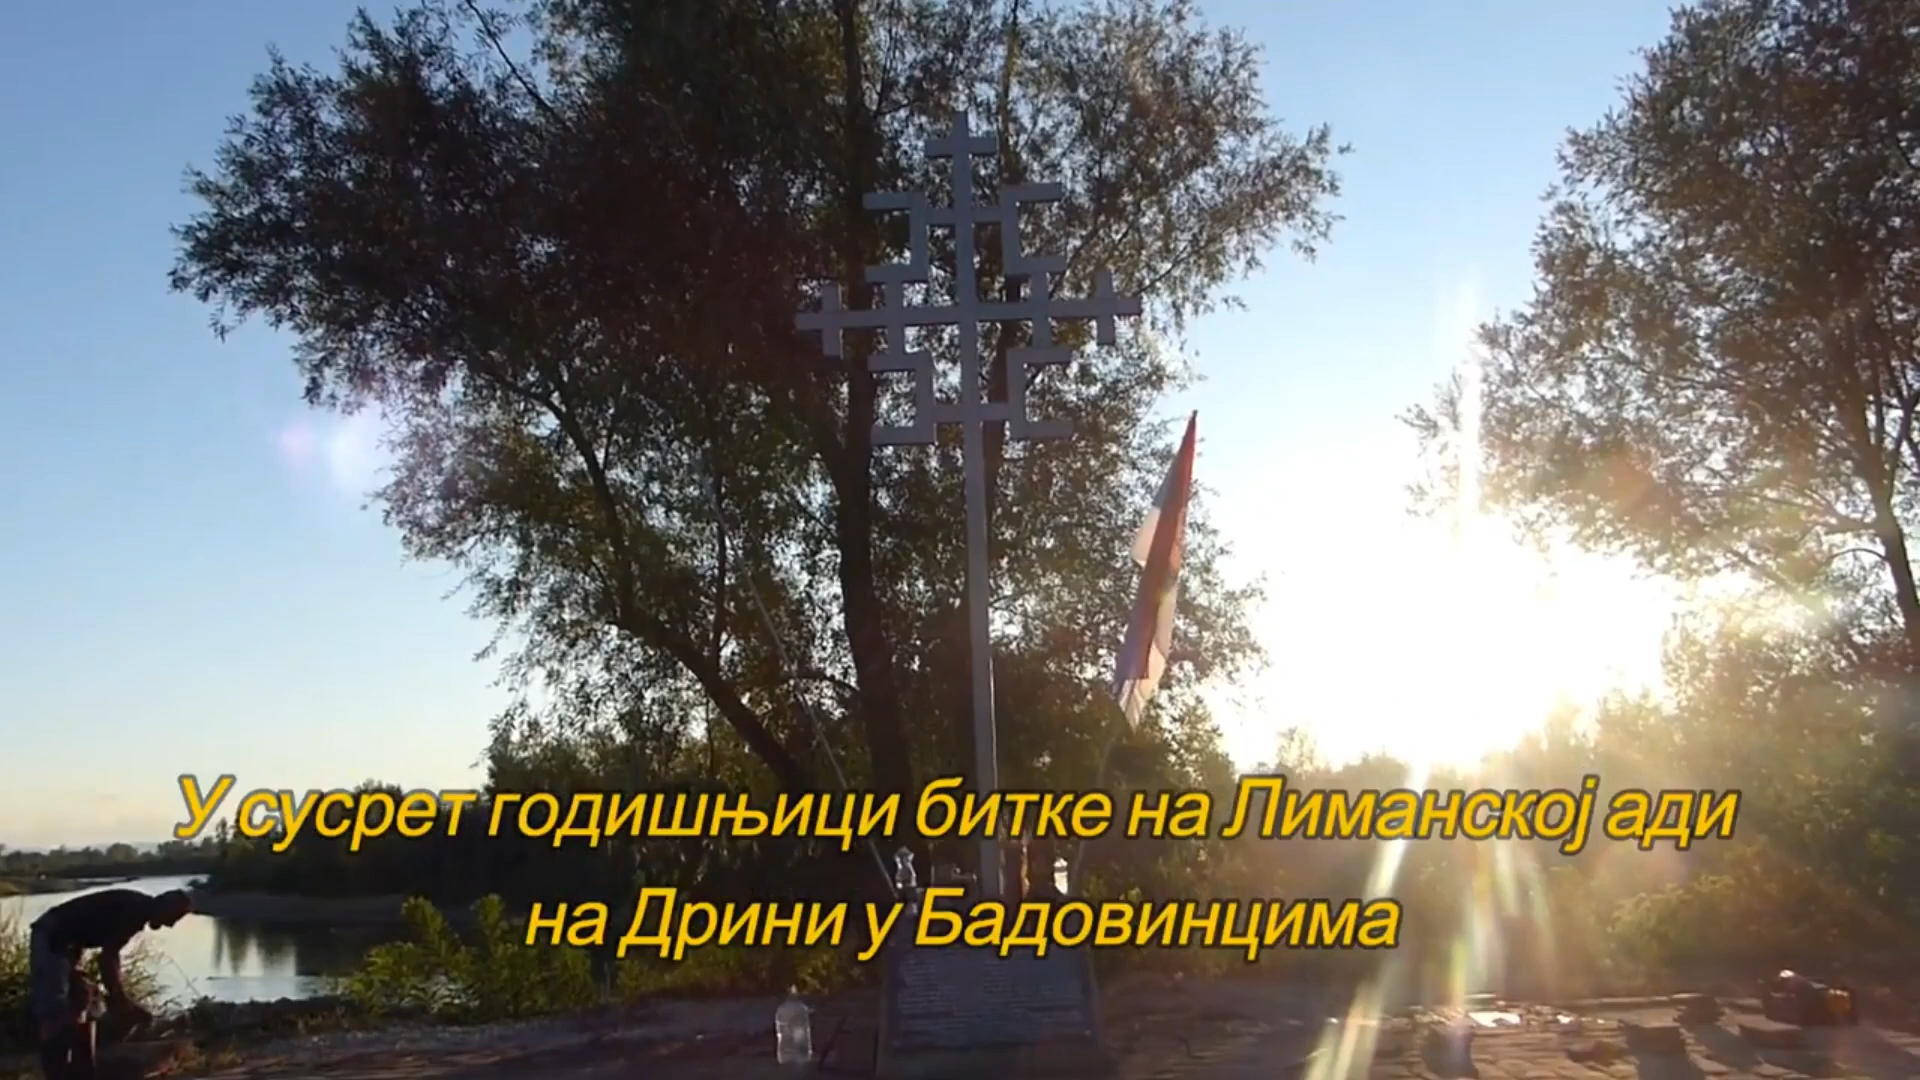 У сусрет годишњици битке на Лиманској ади
на Дрини у Бадовинцима